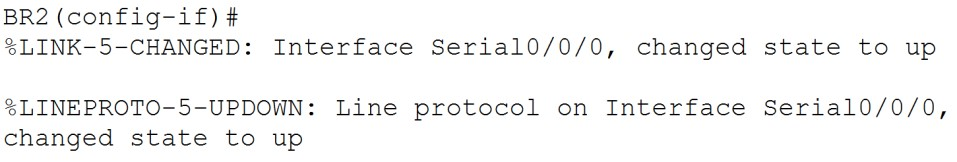 BR2(config-if)#
%LINK-5-CHANGED: Interface Serial0/0/0, changed state to up
%LINEPROTO-5-UPDOWN: Line protocol on Interface Serial0/0/0,
changed state to up